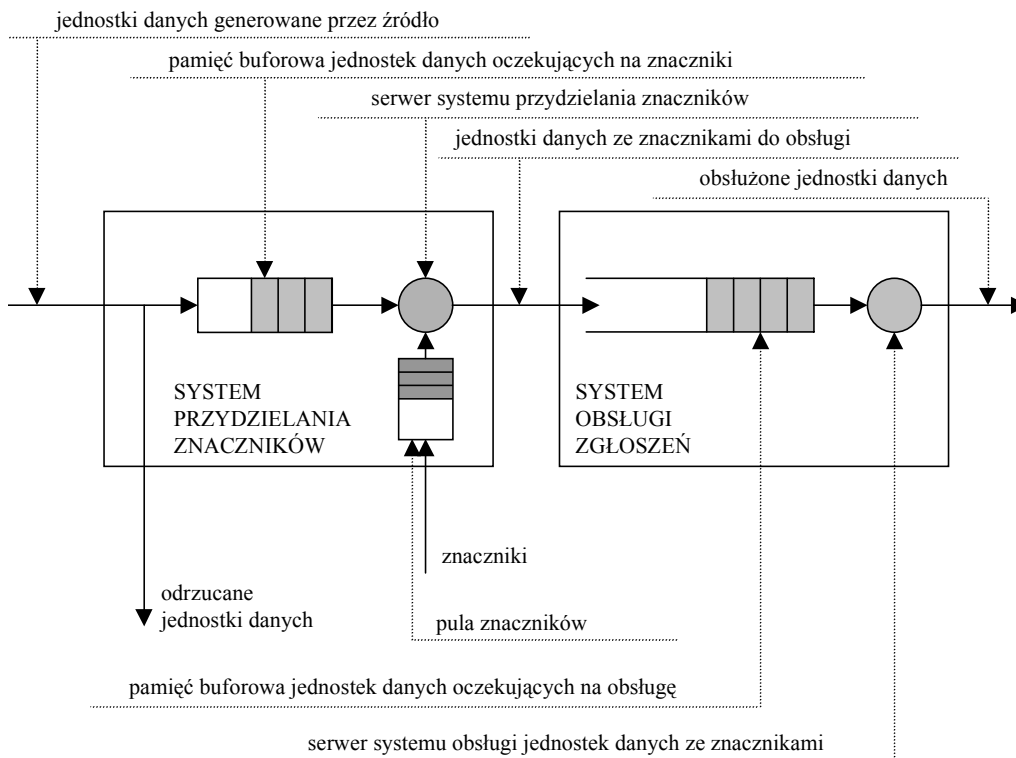 jednostki danych generowane przez źródło
pamięć buforowa jednostek danych oczekujących na znaczniki
serwer systemu przydzielania znaczników
jednostki danych ze znacznikami do obsługi
obsłużone jednostki danych
SYSTEM
PRZYDZIELANIA
ZNACZNIKÓW
SYSTEM
OBSŁUGI
ZGŁOSZEŃ
znaczniki
odrzucane
jednostki danych
pula znaczników
pamięć buforowa jednostek danych oczekujących na obsługę
serwer systemu obsługi jednostek danych ze znacznikami